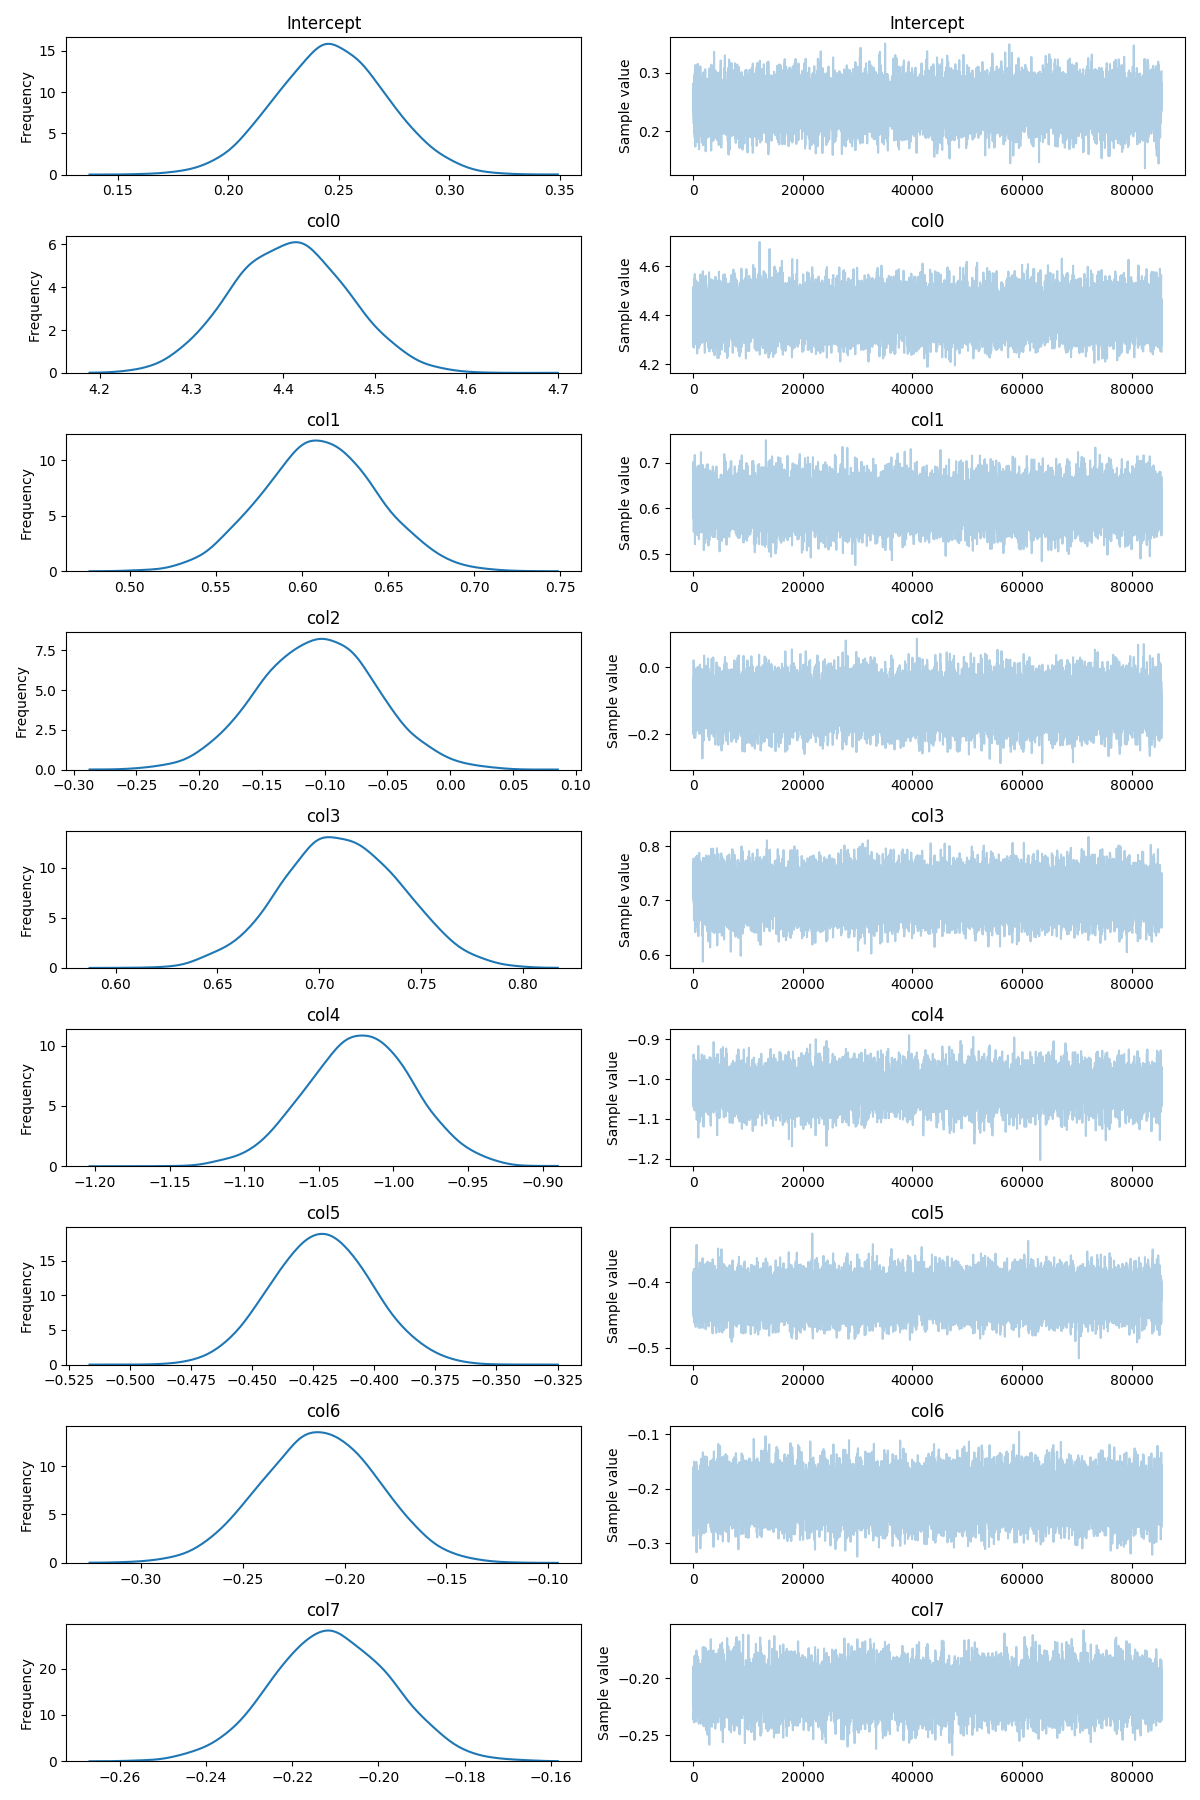 Intercept
Frequency
15
10
5
0
0.15 0.20 0.25 0.30 0.35
Intercept
Sample value
0.3
0.2
0 20000 40000 60000 80000
col0
Frequency
6
4
2
0
4.2 4.3 4.4 4.5 4.6 4.7
col0
Sample value
4.6
4.4
4.2
0 20000 40000 60000 80000
col1
Frequency
10
5
0
0.50 0.55 0.60 0.65 0.70 0.75
col1
Sample value
0.7
0.6
0.5
0 20000 40000 60000 80000
col2
Frequency
7.5
5.0
2.5
0.0
−0.30 −0.25 −0.20 −0.15 −0.10 −0.05 0.00 0.05 0.10
col2
Sample value
0.0
−0.2
0 20000 40000 60000 80000
col3
Frequency
10
5
0
0.60 0.65 0.70 0.75 0.80
col3
Sample value
0.8
0.7
0.6
0 20000 40000 60000 80000
col4
Frequency
10
5
0
−1.20 −1.15 −1.10 −1.05 −1.00 −0.95 −0.90
col4
Sample value
−0.9
−1.0
−1.1
−1.2
0 20000 40000 60000 80000
col5
Frequency
15
10
5
0
−0.525 −0.500 −0.475 −0.450 −0.425 −0.400 −0.375 −0.350 −0.325
col5
Sample value
−0.4
−0.5
0 20000 40000 60000 80000
col6
Frequency
10
5
0
−0.30 −0.25 −0.20 −0.15 −0.10
col6
Sample value
−0.1
−0.2
−0.3
0 20000 40000 60000 80000
col7
Frequency
20
10
0
−0.26 −0.24 −0.22 −0.20 −0.18 −0.16
col7
Sample value
−0.20
−0.25
0 20000 40000 60000 80000